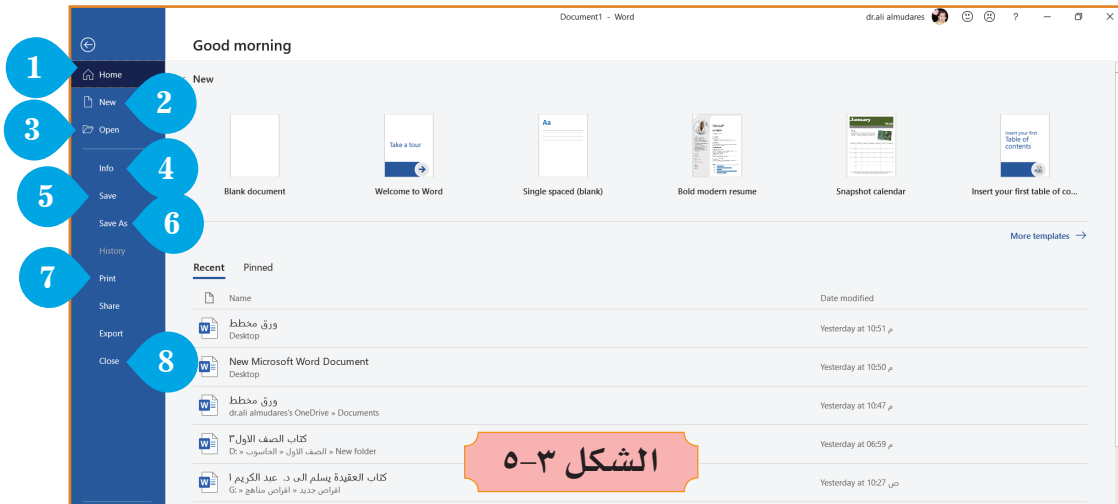 Document1 - Word
dr.ali almudares
?
Good morning
1
Home
New
2
New
3
Open
4
Info
5
Save
6
Save As
History
7
Print
Share
Export
8
Close
Aa
Take a tour
January
Insert your first
Table of
contents
Blank document
Welcome to Word
Single spaced (blank)
Bold modern resume
Snapshot calendar
Insert your first table of co...
More templates
Recent Pinned
Name Date modified
ورق مخطط
Desktop
Yesterday at 10:51 م
New Microsoft Word Document
Desktop
Yesterday at 10:50 م
ورق مخطط
dr.ali almudares's OneDrive » Documents
Yesterday at 10:47 م
كتاب الصف الاول٣
D: » الصف الاول » الحاسوب » New folder
Yesterday at 06:59 م
كتاب العقيدة يسلم الى د. عبد الكريم ١
G: » اقراص جديد » اقراص مناهج
Yesterday at 10:27 ص
الشكل ٣-٥